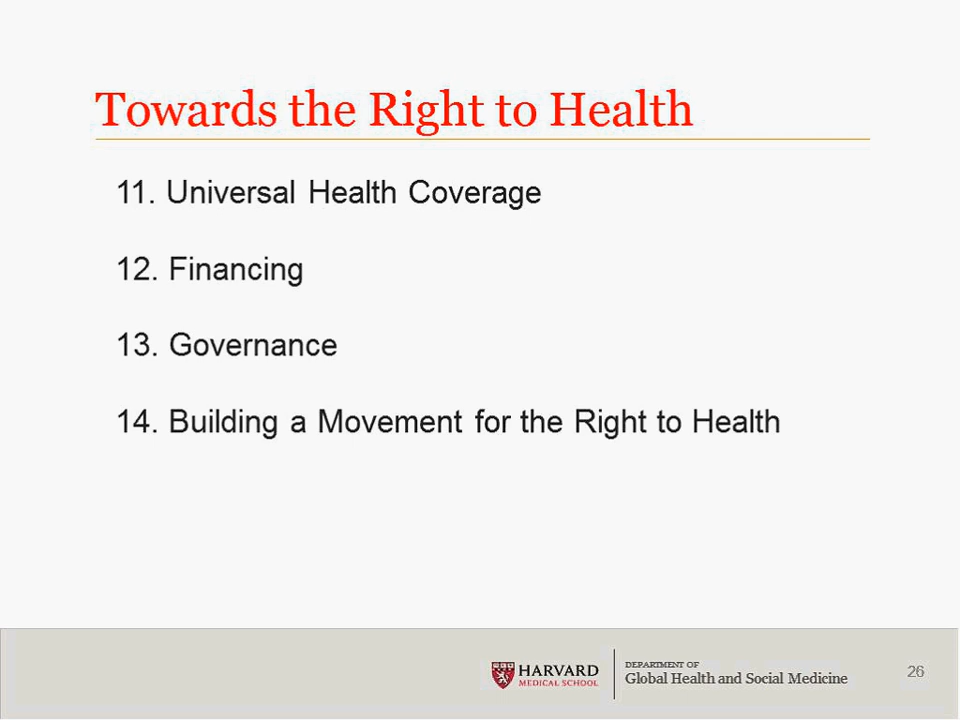 Towards the Right to Health
11. Universal Health Coverage
12. Financing
13. Governance
14. Building a Movement for the Right to Health
HARVARD
MEDICAL SCHOOL
DEPARTMENT OF
Global Health and Social Medicine
26